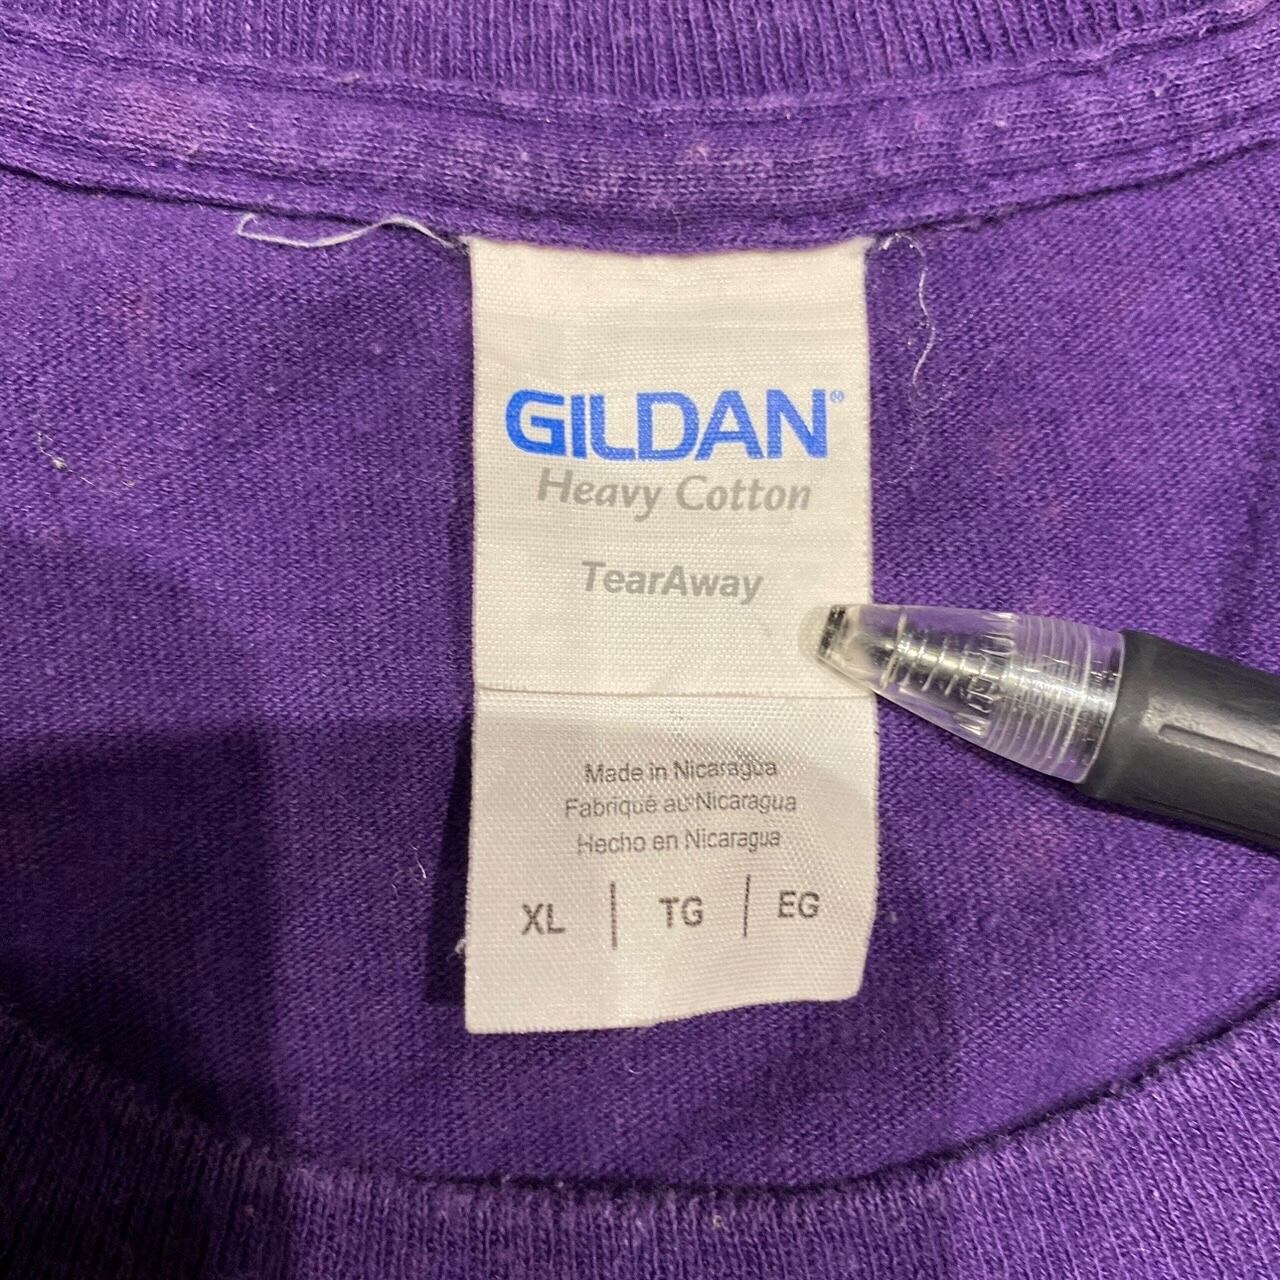 GILDAN®
Heavy Cotton
TearAway
Made in Nicaragua
Fabriqué au Nicaragua
Hecho en Nicaragua
XL | TG | EG